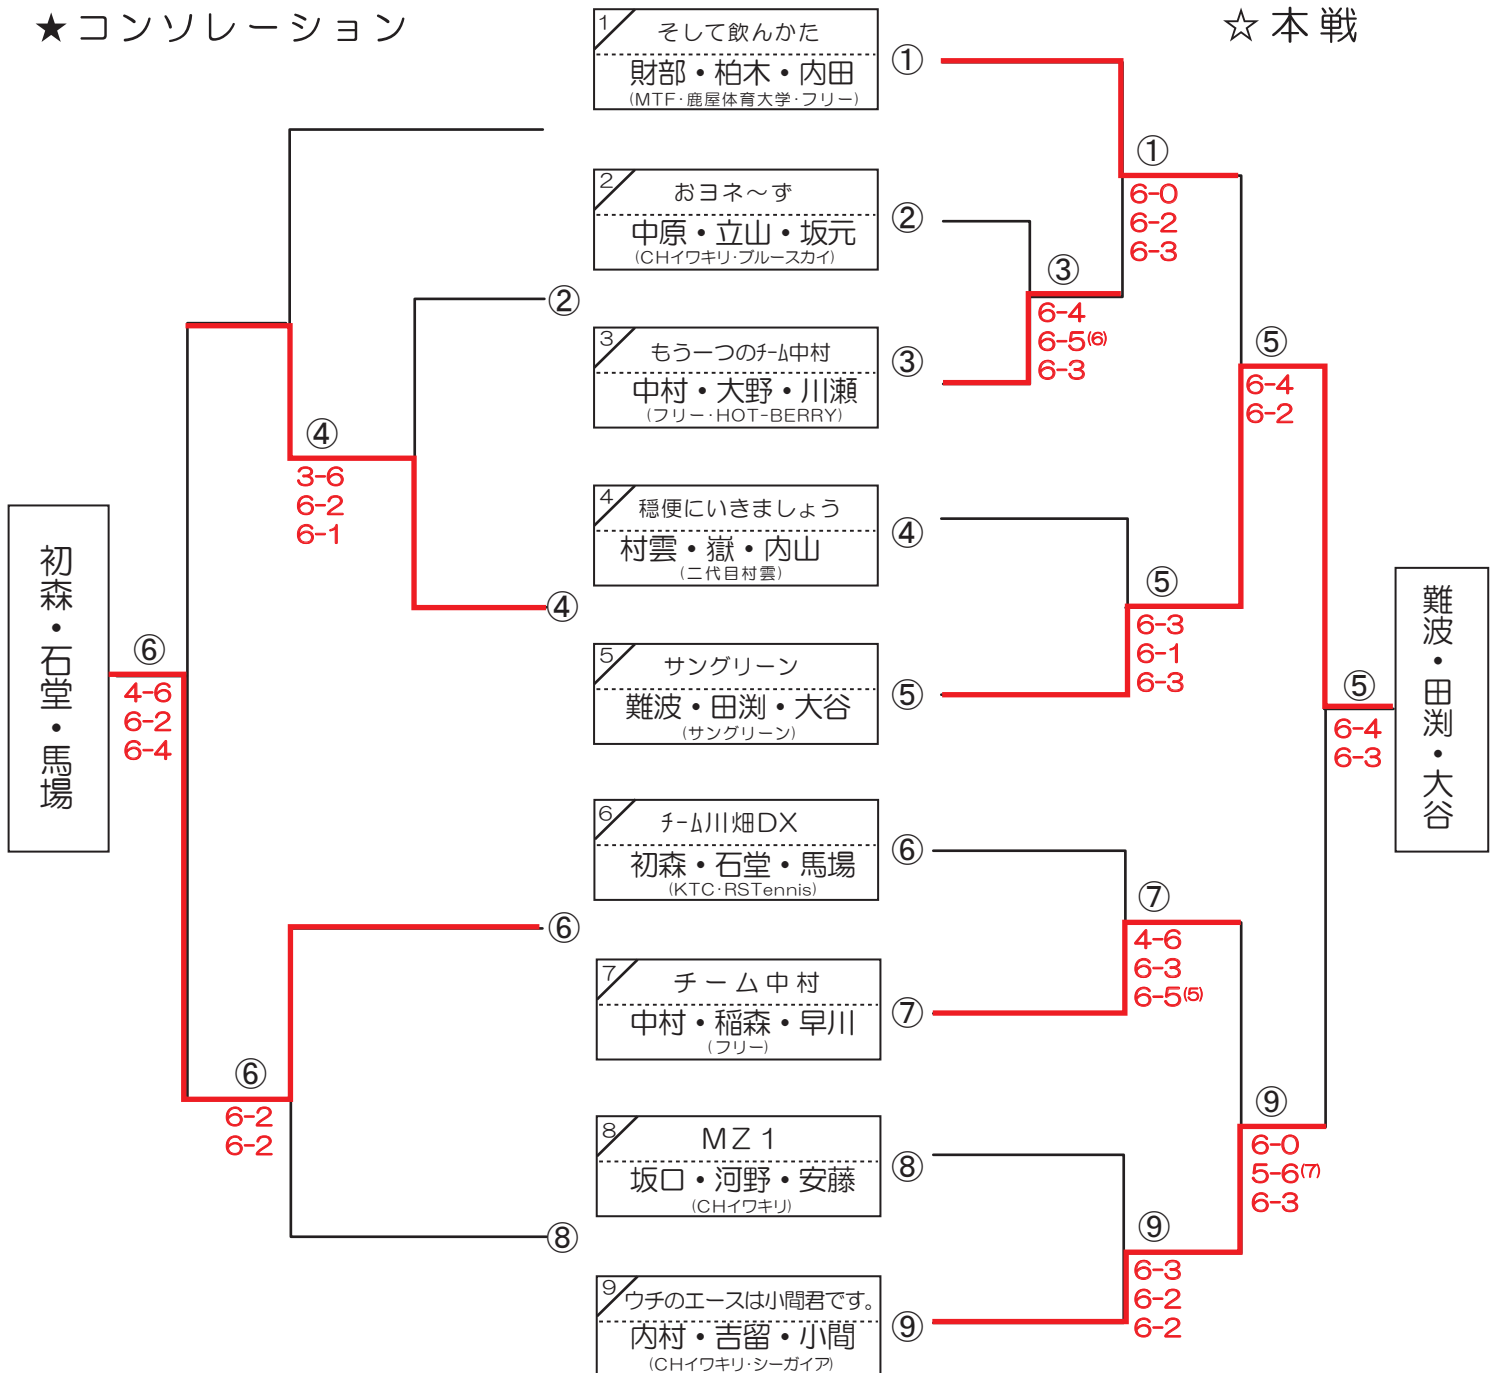 ★コンソレーション
☆本戦
1
そして飲んかた
財部・柏木・内田
(MTF・鹿屋体育大学・フリー)
①
①
6-0
6-2
6-3
2
おヨネ～ず
中原・立山・坂元
(CHイワキリ・ブルースカイ)
②
②
③
6-4
6-5(6)
6-3
3
もう一つのﾁｰﾑ中村
中村・大野・川瀬
(フリー・HOT-BERRY)
③
⑤
6-4
6-2
④
3-6
6-2
6-1
4
穏便にいきましょう
村雲・嶽・内山
(二代目村雲)
④
④
⑤
6-3
6-1
6-3
5
サングリーン
難波・田渕・大谷
(サングリーン)
⑤
初森・石堂・馬場
⑥
4-6
6-2
6-4
⑤
6-4
6-3
難波・田渕・大谷
6
ﾁｰﾑ川畑DX
初森・石堂・馬場
(KTC・RSTennis)
⑥
⑥
⑦
4-6
6-3
6-5(5)
7
チーム中村
中村・稲森・早川
(フリー)
⑦
⑥
6-2
6-2
⑨
6-0
5-6(7)
6-3
8
MZ1
坂口・河野・安藤
(CHイワキリ)
⑧
⑧
⑨
6-3
6-2
6-2
9
ウチのエースは小間君です。
内村・吉留・小間
(CHイワキリ・シーガイア)
⑨